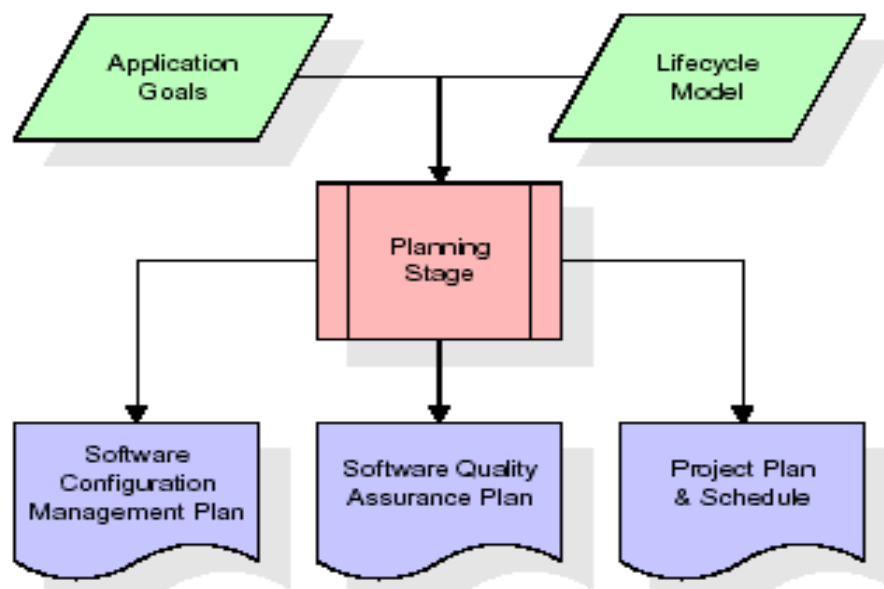 Application
Goals
Lifecycle
Model
Planning
Stage
Software
Configuration
Management Plan
Software Quality
Assurance Plan
Project Plan
& Schedule